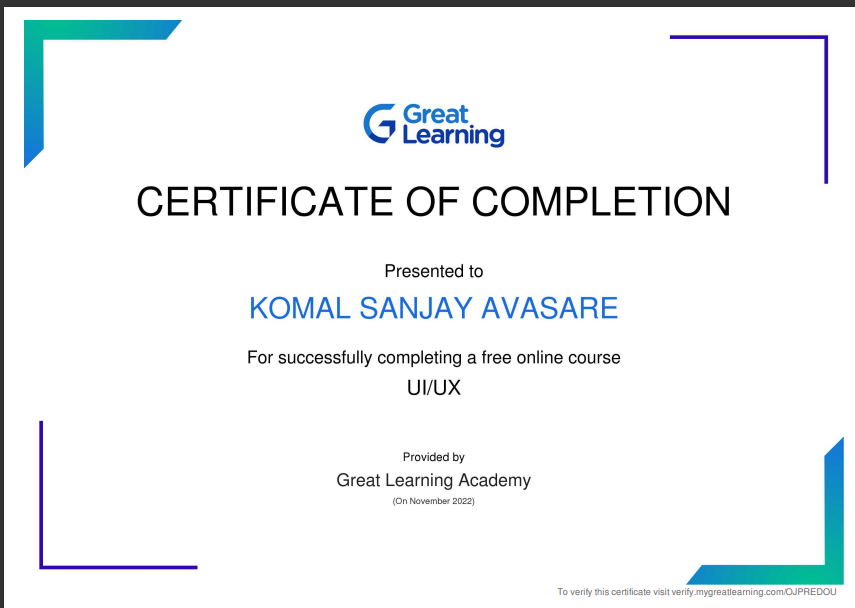 Great
Learning
CERTIFICATE OF COMPLETION
Presented to
KOMAL SANJAY AVASARE
For successfully completing a free online course
UI/UX
Provided by
Great Learning Academy
(On November 2022)
To verify this certificate visit verify.mygreatlearning.com/OJPREDOU